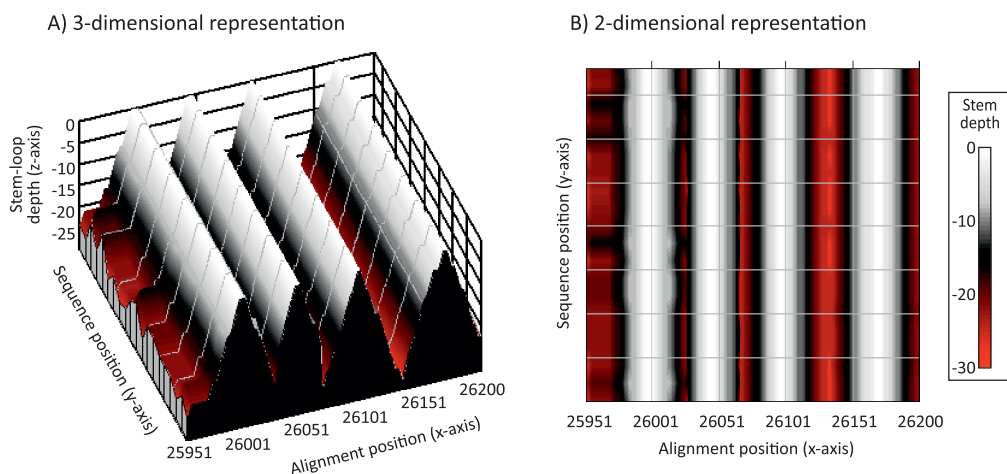 A) 3-dimensional representation
0
-5
-10
-15
-20
-25
Stem-loop
depth (z-axis)
Sequence position (y-axis)
25951
26001
26051
26101
26151
26200
Alignment position (x-axis)
B) 2-dimensional representation
Sequence position (y-axis)
25951
26001
26051
26101
26151
26200
Alignment position (x-axis)
Stem
depth
0
-10
-20
-30